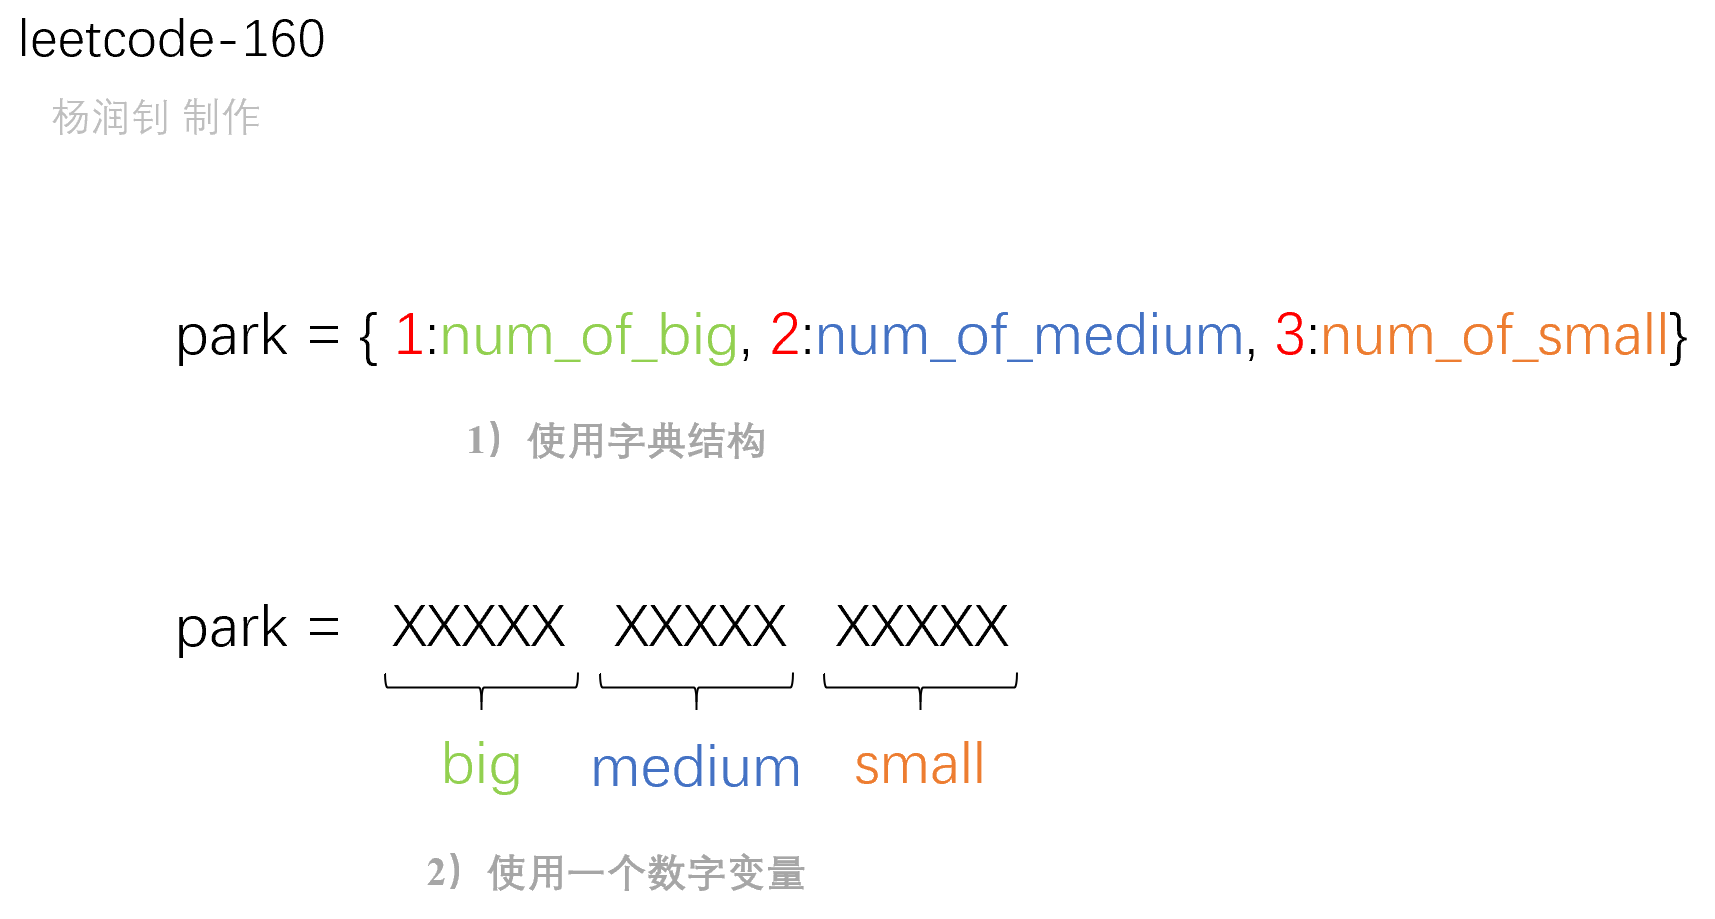 leetcode-160
杨润钊 制作
park = { 1:num_of_big, 2:num_of_medium, 3:num_of_small}
1）使用字典结构
park = XXXXX XXXXX XXXXX
big medium small
2）使用一个数字变量